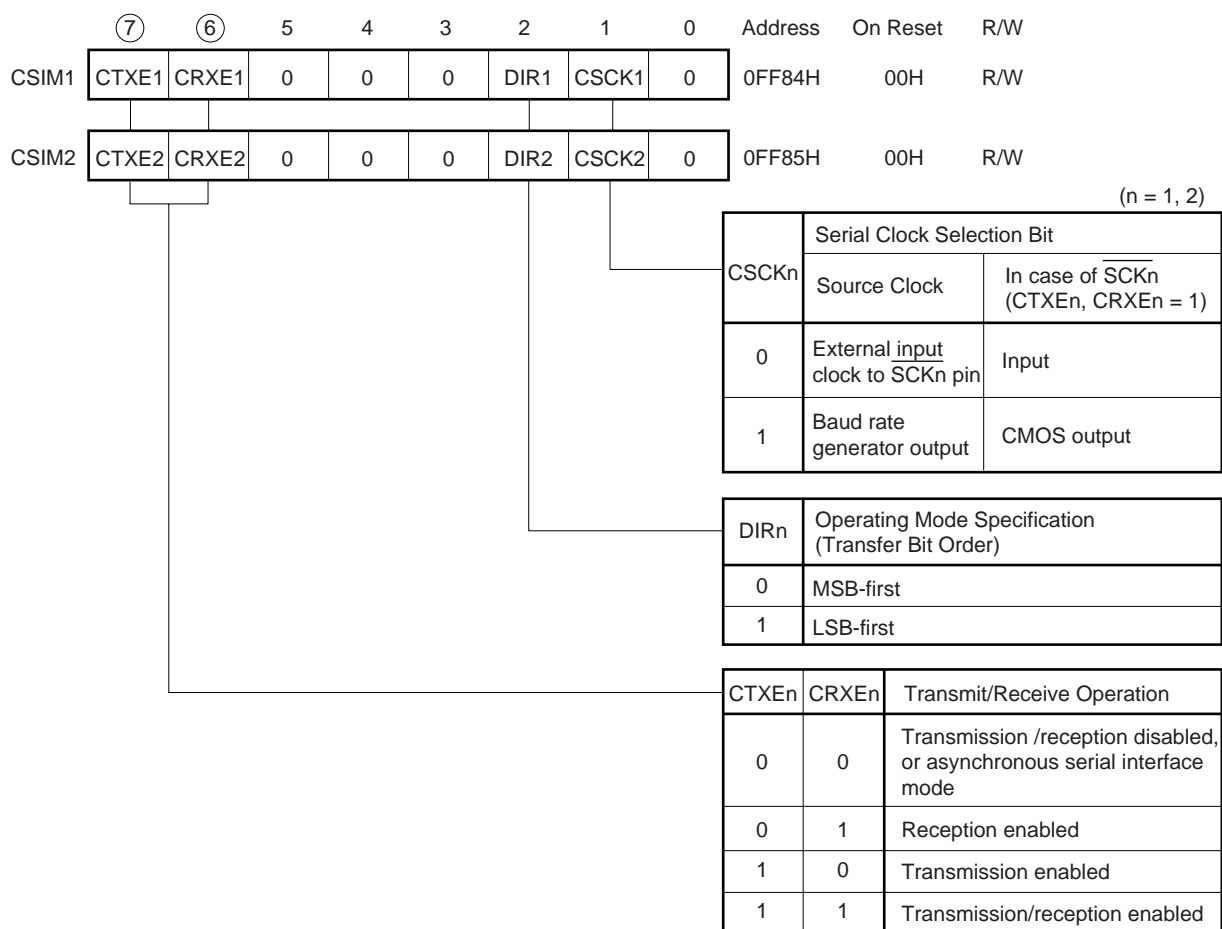 7 6 5 4 3 2 1 0 Address On Reset R/W
CSIM1 CTXE1 CRXE1 0 0 0 DIR1 CSCK1 0 0FF84H 00H R/W
CSIM2 CTXE2 CRXE2 0 0 0 DIR2 CSCK2 0 0FF85H 00H R/W
(n = 1, 2)
CSCKn
Serial Clock Selection Bit
Source Clock
In case of SCKn
(CTXEn, CRXEn = 1)
0
External input
clock to SCKn pin
Input
1
Baud rate
generator output
CMOS output
DIRn
Operating Mode Specification
(Transfer Bit Order)
0 MSB-first
1 LSB-first
CTXEn CRXEn Transmit/Receive Operation
0 0
Transmission /reception disabled,
or asynchronous serial interface
mode
0 1 Reception enabled
1 0 Transmission enabled
1 1 Transmission/reception enabled